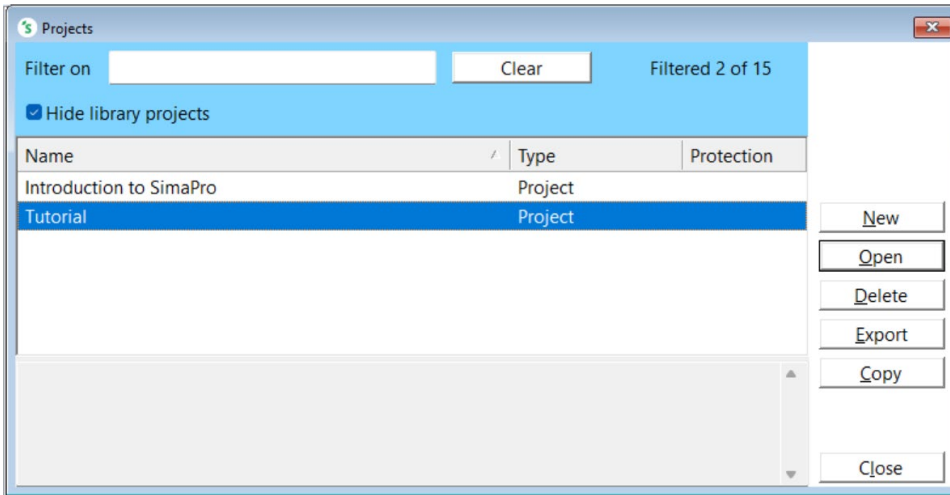 Projects
Filter on Clear Filtered 2 of 15
Hide library projects
Name Type Protection
Introduction to SimaPro Project
Tutorial Project
New
Open
Delete
Export
Copy
Close